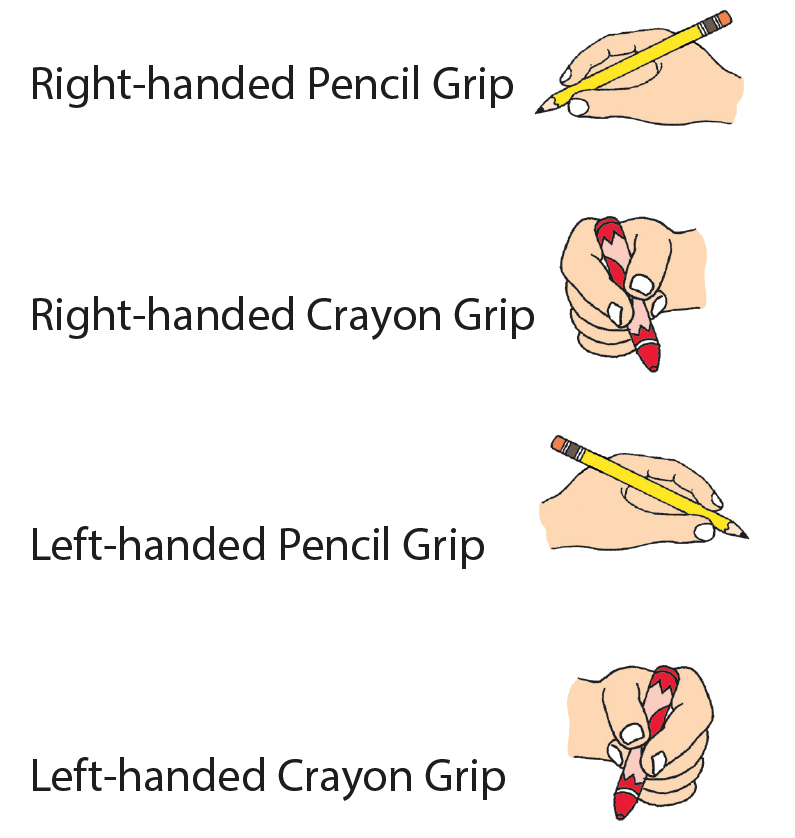 Right-handed Pencil Grip
Right-handed Crayon Grip
Left-handed Pencil Grip
Left-handed Crayon Grip